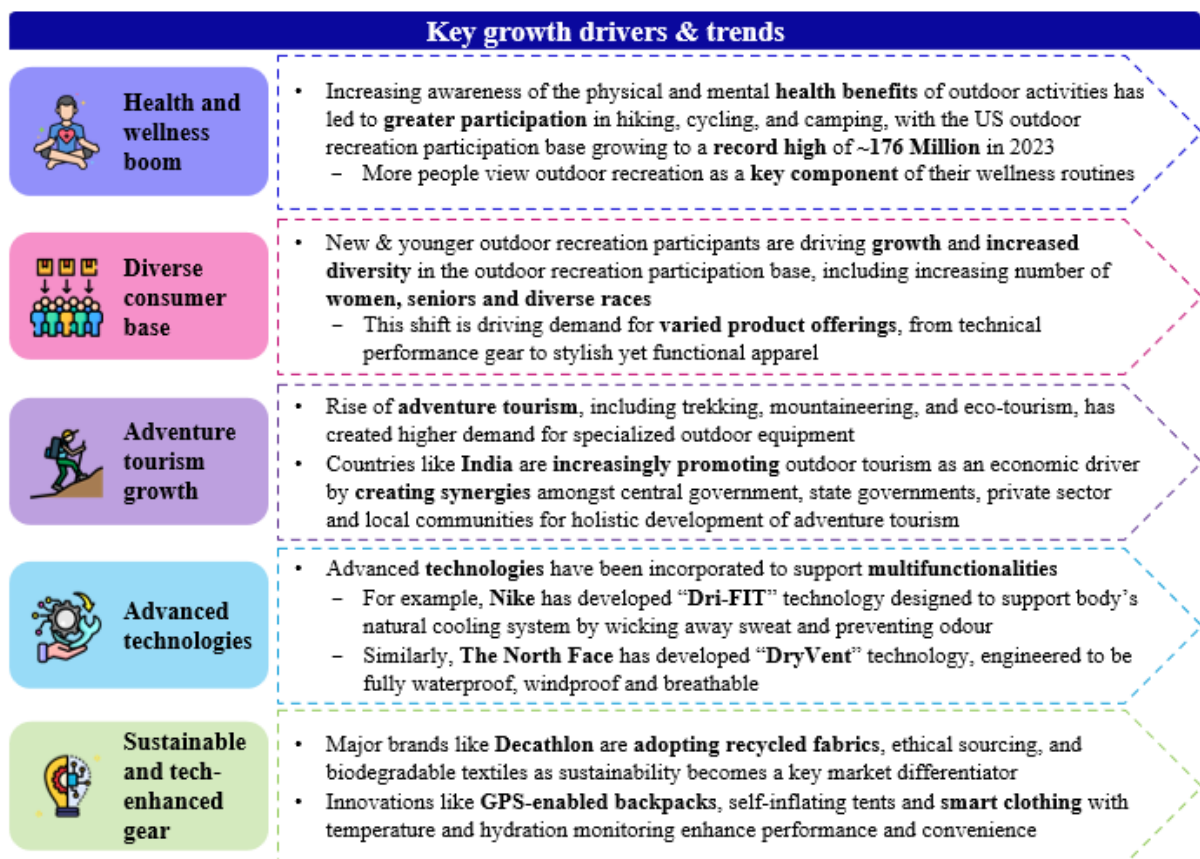 Key growth drivers & trends
Health and
wellness
boom
• Increasing awareness of the physical and mental health benefits of outdoor activities has
led to greater participation in hiking, cycling, and camping, with the US outdoor
recreation participation base growing to a record high of ~176 Million in 2023
– More people view outdoor recreation as a key component of their wellness routines
Diverse
consumer
base
• New & younger outdoor recreation participants are driving growth and increased
diversity in the outdoor recreation participation base, including increasing number of
women, seniors and diverse races
– This shift is driving demand for varied product offerings, from technical
performance gear to stylish yet functional apparel
Adventure
tourism
growth
• Rise of adventure tourism, including trekking, mountaineering, and eco-tourism, has
created higher demand for specialized outdoor equipment
• Countries like India are increasingly promoting outdoor tourism as an economic driver
by creating synergies amongst central government, state governments, private sector
and local communities for holistic development of adventure tourism
Advanced
technologies
• Advanced technologies have been incorporated to support multifunctionalities
– For example, Nike has developed “Dri-FIT” technology designed to support body’s
natural cooling system by wicking away sweat and preventing odour
– Similarly, The North Face has developed “DryVent” technology, engineered to be
fully waterproof, windproof and breathable
Sustainable
and tech-
enhanced
gear
• Major brands like Decathlon are adopting recycled fabrics, ethical sourcing, and
biodegradable textiles as sustainability becomes a key market differentiator
• Innovations like GPS-enabled backpacks, self-inflating tents and smart clothing with
temperature and hydration monitoring enhance performance and convenience